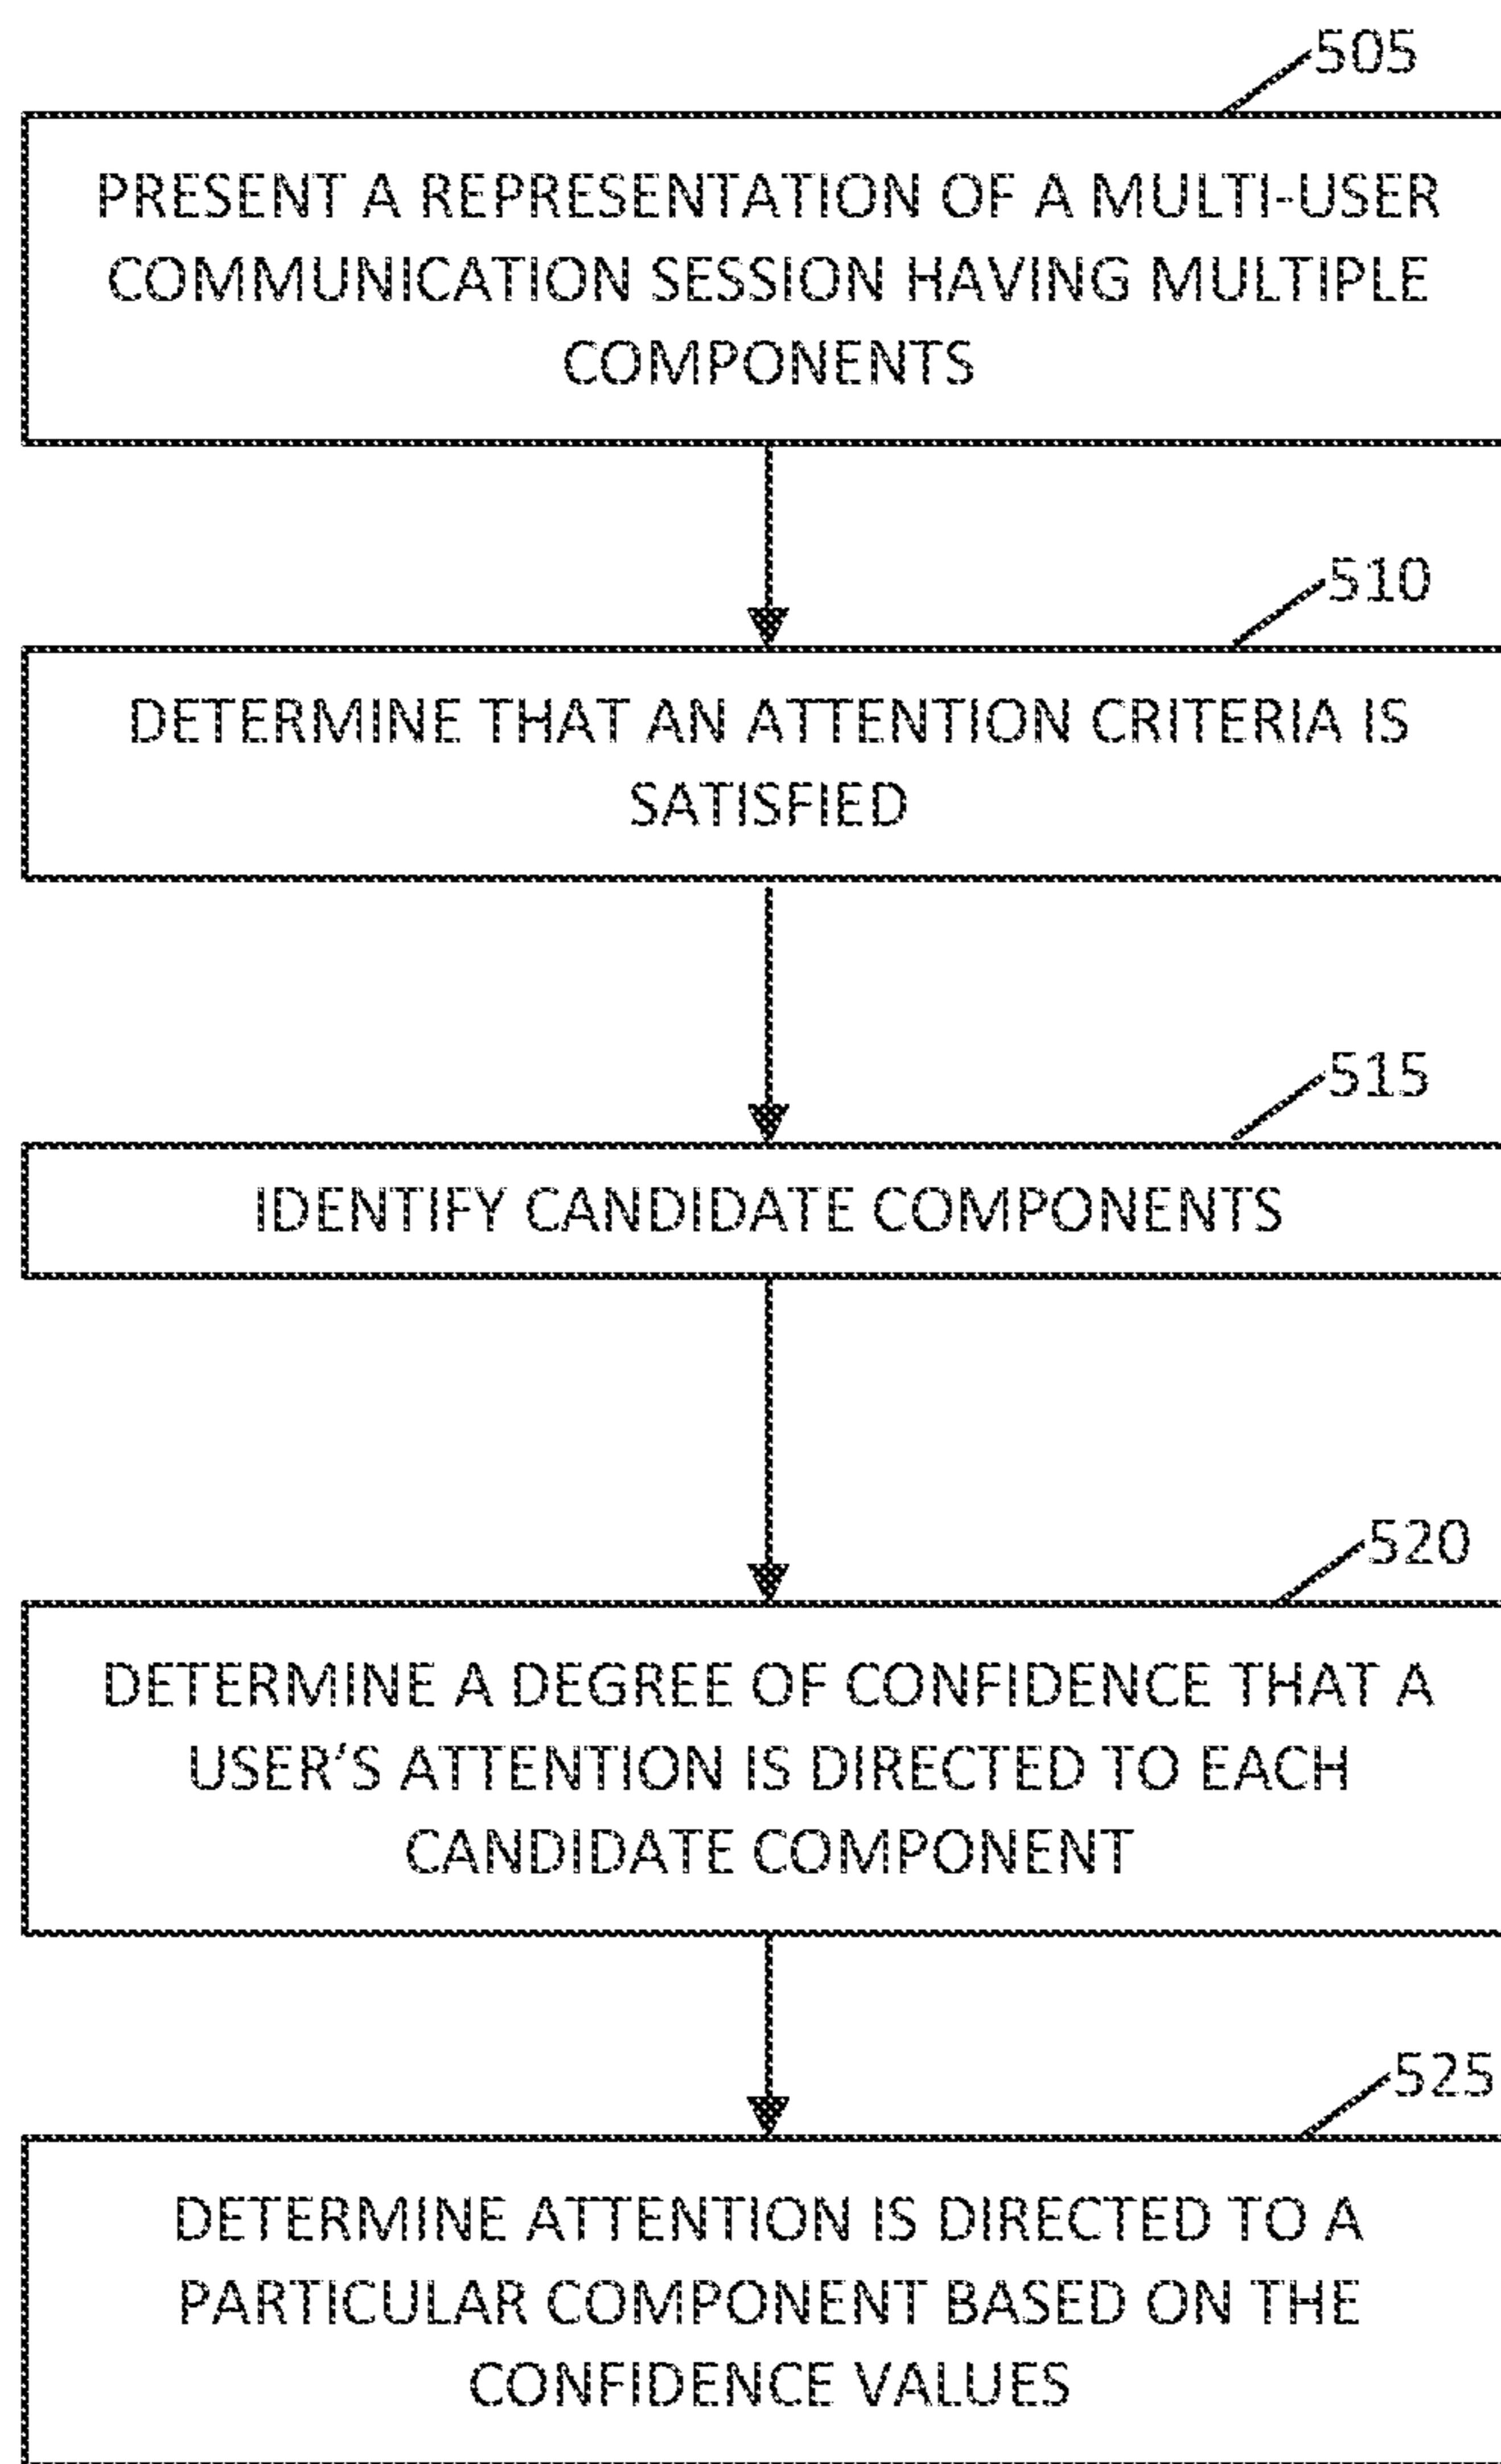 505
PRESENT A REPRESENTATION OF A MULTI-USER
COMMUNICATION SESSION HAVING MULTIPLE
COMPONENTS
510
DETERMINE THAT AN ATTENTION CRITERIA IS
SATISFIED
515
IDENTIFY CANDIDATE COMPONENTS
520
DETERMINE A DEGREE OF CONFIDENCE THAT A
USER’S ATTENTION IS DIRECTED TO EACH
CANDIDATE COMPONENT
525
DETERMINE ATTENTION IS DIRECTED TO A
PARTICULAR COMPONENT BASED ON THE
CONFIDENCE VALUES